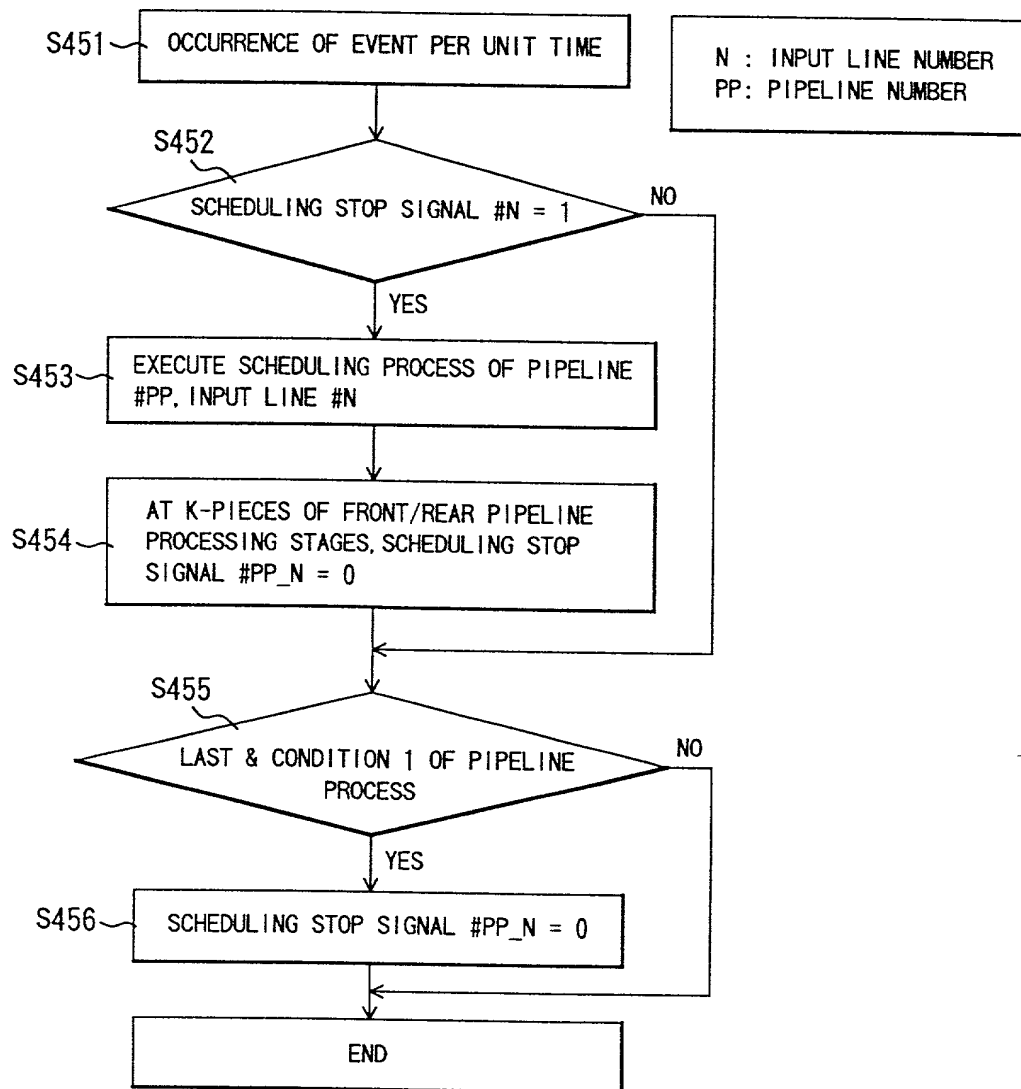 S451
OCCURRENCE OF EVENT PER UNIT TIME
N : INPUT LINE NUMBER
PP: PIPELINE NUMBER
S452
SCHEDULING STOP SIGNAL #N = 1
NO
YES
S453
EXECUTE SCHEDULING PROCESS OF PIPELINE
#PP, INPUT LINE #N
S454
AT K-PIECES OF FRONT/REAR PIPELINE
PROCESSING STAGES, SCHEDULING STOP
SIGNAL #PP_N = 0
S455
LAST & CONDITION 1 OF PIPELINE
PROCESS
NO
YES
S456
SCHEDULING STOP SIGNAL #PP_N = 0
END